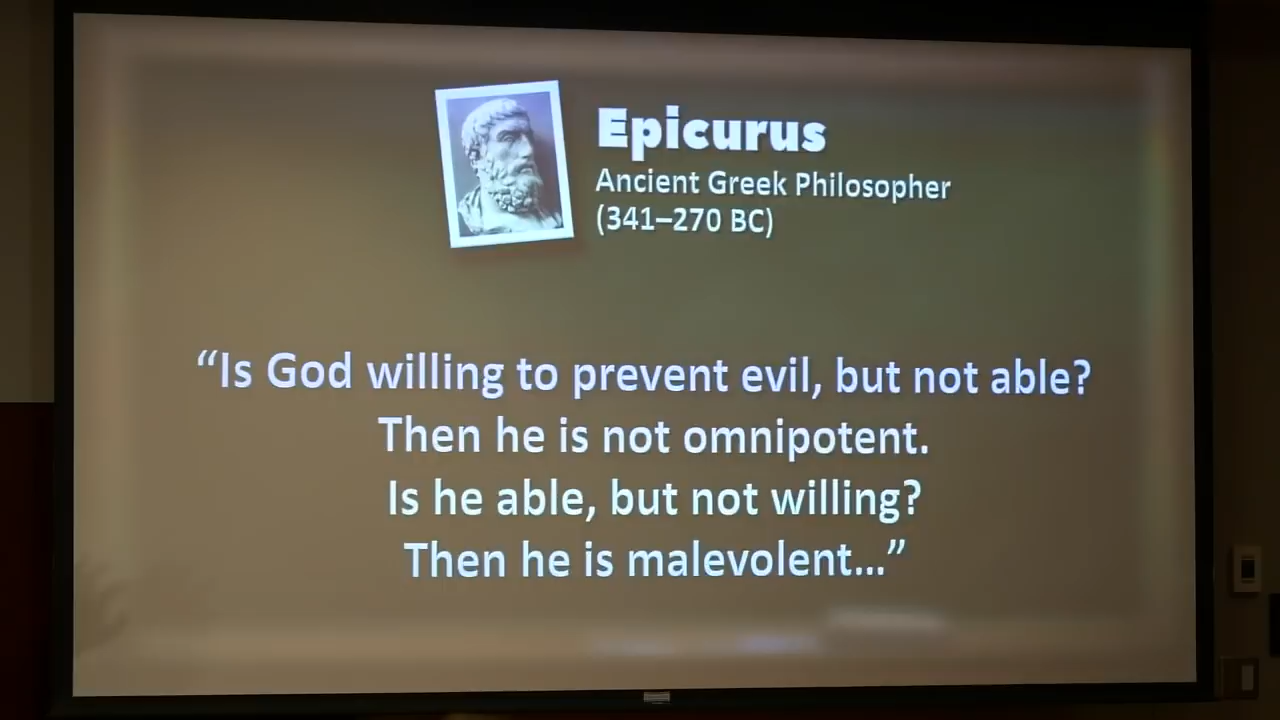 Epicurus
Ancient Greek Philosopher
(341–270 BC)
“Is God willing to prevent evil, but not able?
Then he is not omnipotent.
Is he able, but not willing?
Then he is malevolent...”